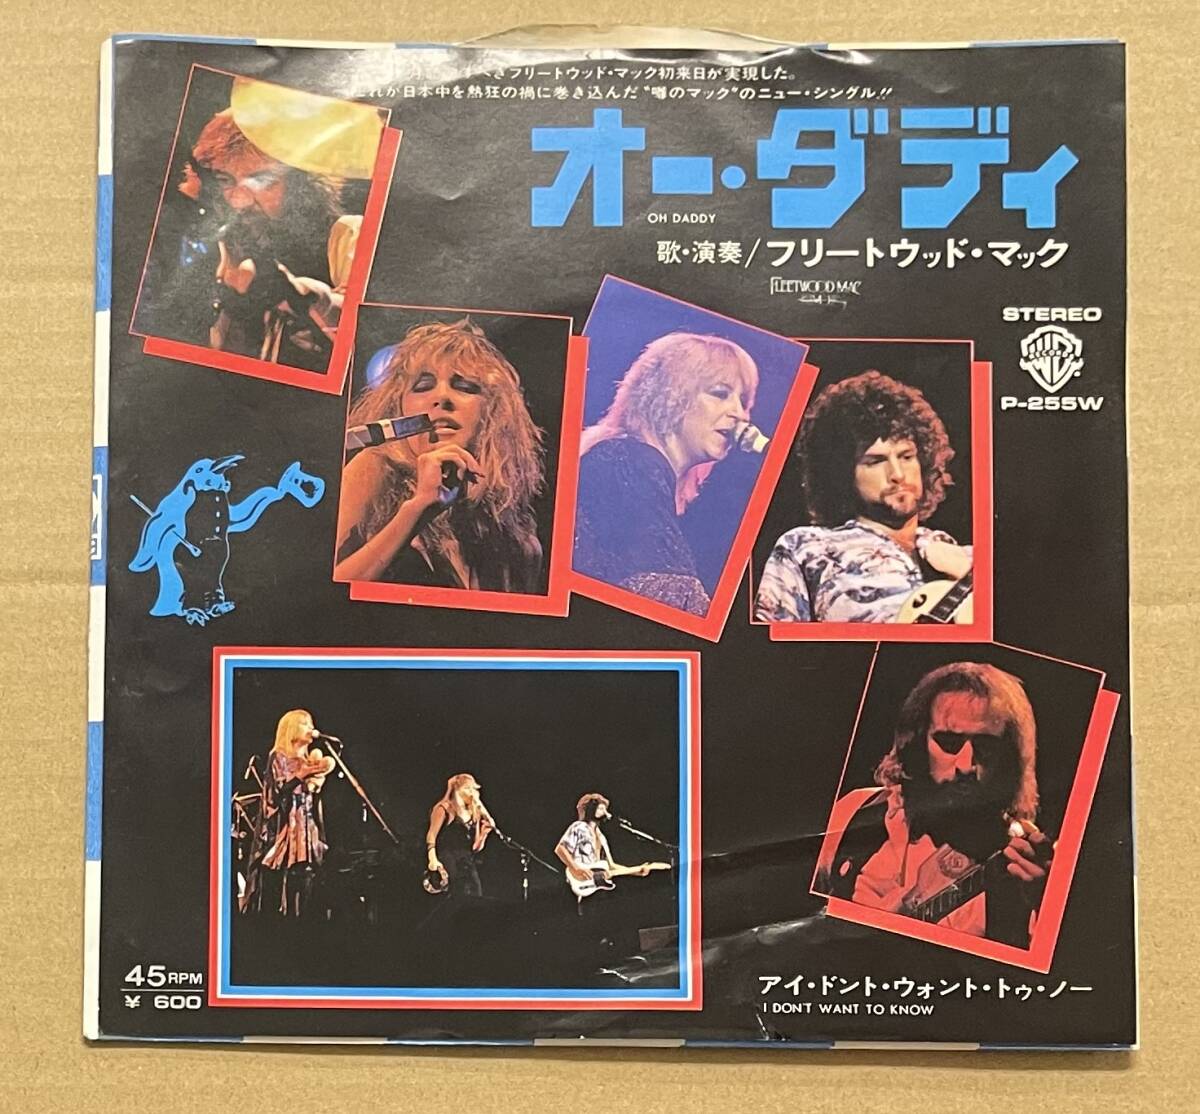 べきフリートウッド・マック初来日が実現した。
これが日本中を熱狂の禍に巻き込んだ"噂のマック"のニュー・シングル!!
オー・ダディ
OH DADDY
歌・演奏/フリートウッド・マック
FLEETWOOD MAC
STEREO
RECORDS
P-255W
45RPM
¥ 600
アイ・ドント・ウォント・トゥ・ノー
I DON'T WANT TO KNOW